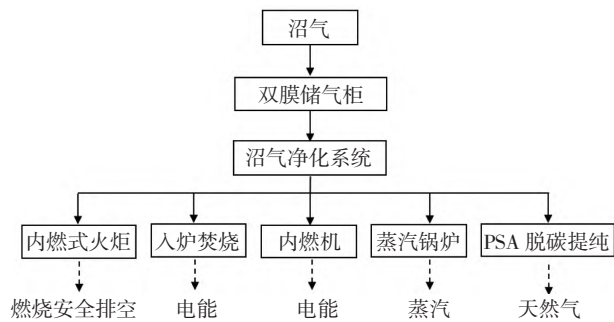 沼气
双膜储气柜
沼气净化系统
内燃式火炬 入炉焚烧 内燃机 蒸汽锅炉 PSA 脱碳提纯
燃烧安全排空 电能 电能 蒸汽 天然气